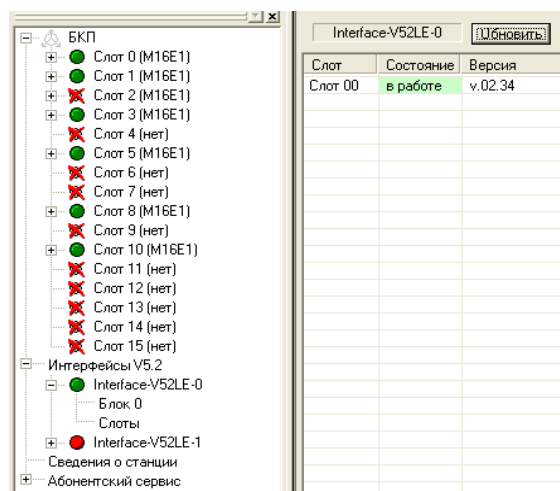 БКП
Слот 0 (M16E1)
Слот 1 (M16E1)
Слот 2 (M16E1)
Слот 3 (M16E1)
Слот 4 (нет)
Слот 5 (M16E1)
Слот 6 (нет)
Слот 7 (нет)
Слот 8 (M16E1)
Слот 9 (нет)
Слот 10 (M16E1)
Слот 11 (нет)
Слот 12 (нет)
Слот 13 (нет)
Слот 14 (нет)
Слот 15 (нет)
Интерфейсы V5.2
Interface-V52LE-0
Блок 0
Слоты
Interface-V52LE-1
Сведения о станции
Абонентский сервис
Interface-V52LE-0 Обновить
Слот Состояние Версия
Слот 00 в работе v.02.34